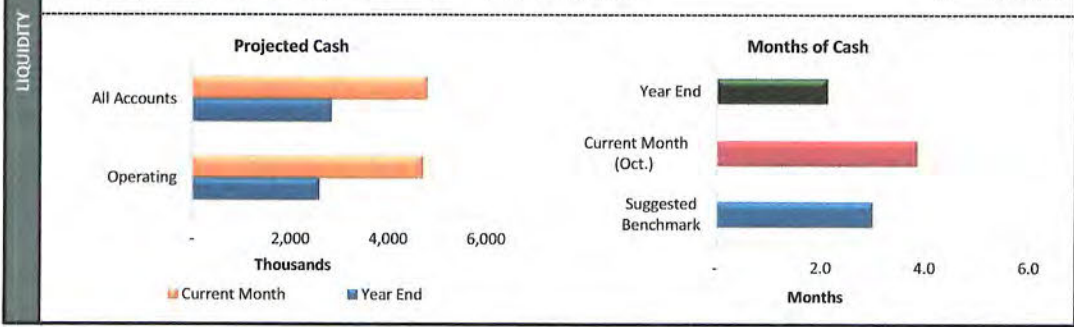 LIQUIDITY
Projected Cash
All Accounts
Operating
- 2,000 4,000 6,000
Thousands
Current Month Year End
Months of Cash
Year End
Current Month
(Oct.)
Suggested
Benchmark
- 2.0 4.0 6.0
Months